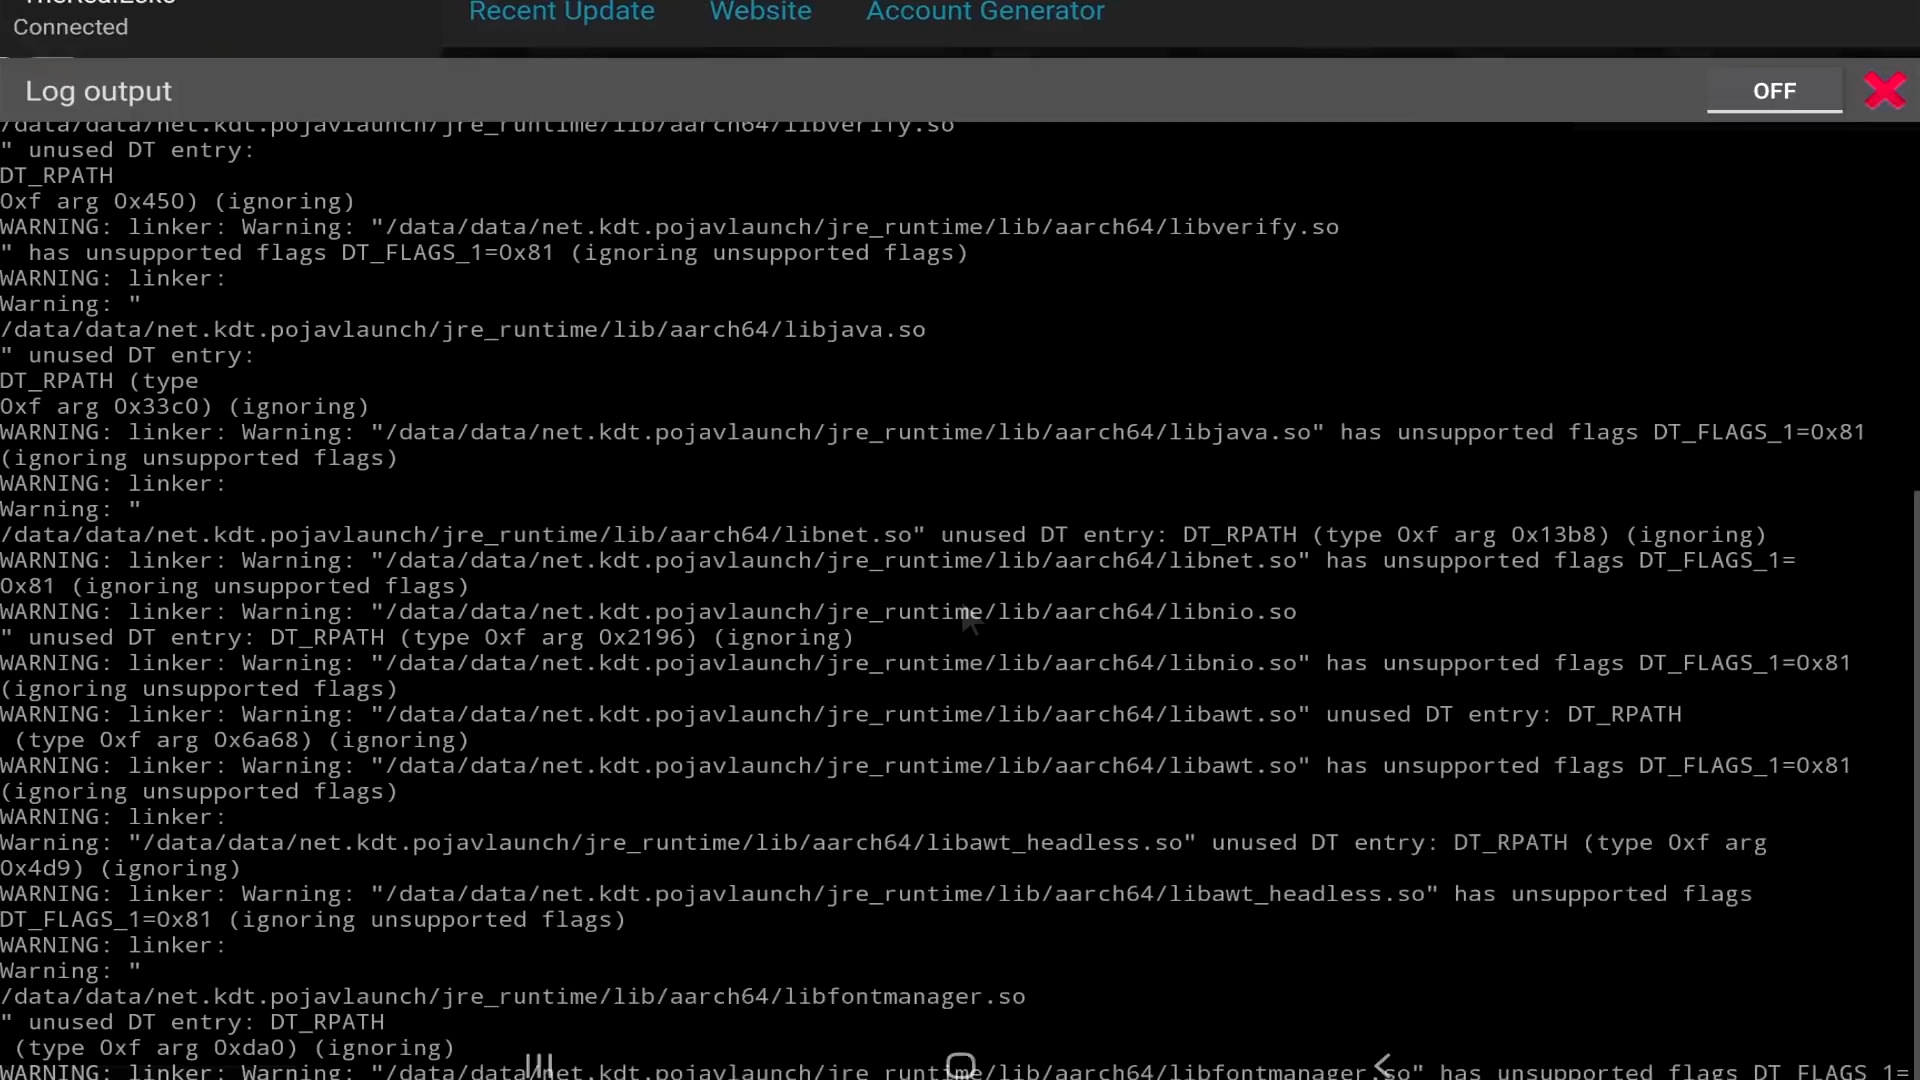 Connected
Recent Update Website Account Generator
Log output
OFF
/data/data/net.kdt.pojavlaunch/jre_runtime/lib/aarch64/libverify.so
" unused DT entry:
DT_RPATH
0xf arg 0x450) (ignoring)
WARNING: linker: Warning: "/data/data/net.kdt.pojavlaunch/jre_runtime/lib/aarch64/libverify.so
" has unsupported flags DT_FLAGS_1=0x81 (ignoring unsupported flags)
WARNING: linker:
Warning: "
/data/data/net.kdt.pojavlaunch/jre_runtime/lib/aarch64/libjava.so
" unused DT entry:
DT_RPATH (type
0xf arg 0x33c0) (ignoring)
WARNING: linker: Warning: "/data/data/net.kdt.pojavlaunch/jre_runtime/lib/aarch64/libjava.so" has unsupported flags DT_FLAGS_1=0x81
(ignoring unsupported flags)
WARNING: linker:
Warning: "
/data/data/net.kdt.pojavlaunch/jre_runtime/lib/aarch64/libnet.so" unused DT entry: DT_RPATH (type 0xf arg 0x13b8) (ignoring)
WARNING: linker: Warning: "/data/data/net.kdt.pojavlaunch/jre_runtime/lib/aarch64/libnet.so" has unsupported flags DT_FLAGS_1=
0x81 (ignoring unsupported flags)
WARNING: linker: Warning: "/data/data/net.kdt.pojavlaunch/jre_runtime/lib/aarch64/libnio.so
" unused DT entry: DT_RPATH (type 0xf arg 0x2196) (ignoring)
WARNING: linker: Warning: "/data/data/net.kdt.pojavlaunch/jre_runtime/lib/aarch64/libnio.so" has unsupported flags DT_FLAGS_1=0x81
(ignoring unsupported flags)
WARNING: linker: Warning: "/data/data/net.kdt.pojavlaunch/jre_runtime/lib/aarch64/libawt.so" unused DT entry: DT_RPATH
(type 0xf arg 0x6a68) (ignoring)
WARNING: linker: Warning: "/data/data/net.kdt.pojavlaunch/jre_runtime/lib/aarch64/libawt.so" has unsupported flags DT_FLAGS_1=0x81
(ignoring unsupported flags)
WARNING: linker:
Warning: "/data/data/net.kdt.pojavlaunch/jre_runtime/lib/aarch64/libawt_headless.so" unused DT entry: DT_RPATH (type 0xf arg
0x4d9) (ignoring)
WARNING: linker: Warning: "/data/data/net.kdt.pojavlaunch/jre_runtime/lib/aarch64/libawt_headless.so" has unsupported flags
DT_FLAGS_1=0x81 (ignoring unsupported flags)
WARNING: linker:
Warning: "
/data/data/net.kdt.pojavlaunch/jre_runtime/lib/aarch64/libfontmanager.so
" unused DT entry: DT_RPATH
(type 0xf arg 0xda0) (ignoring)
WARNING: linker: Warning: "/data/data/net.kdt.pojavlaunch/jre_runtime/lib/aarch64/libfontmanager.so" has unsupported flags DT_FLAGS_1=